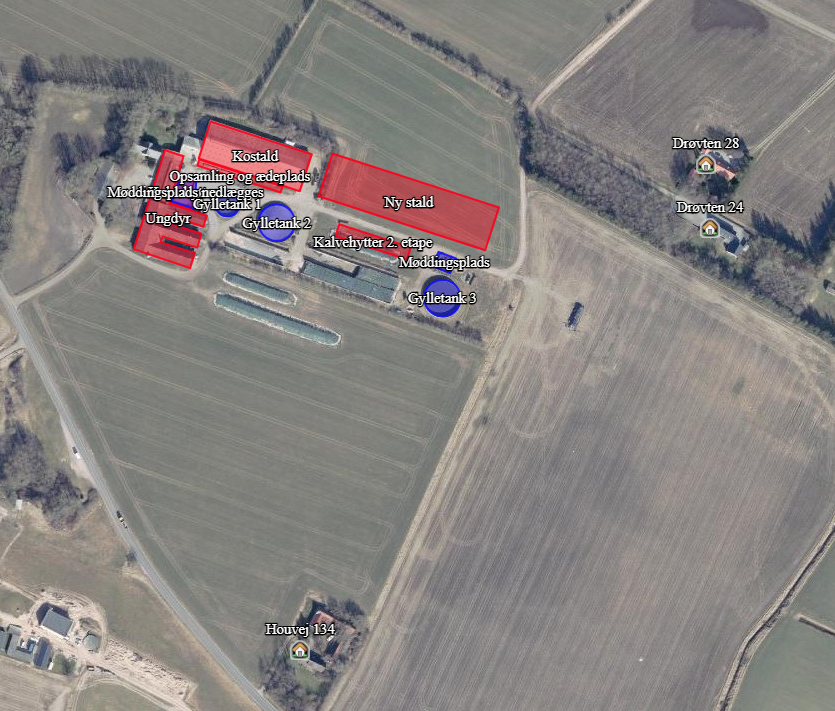 Drøvten 28
Kostald
Opsamling og ædeplads
Møddingsplads nedlægges
Gylletank 1
Ny stald
Drøvten 24
Ungdyr
Gylletank 2
Kalvehytter 2. etape
Møddingsplads
Gylletank 3
Houvej 134